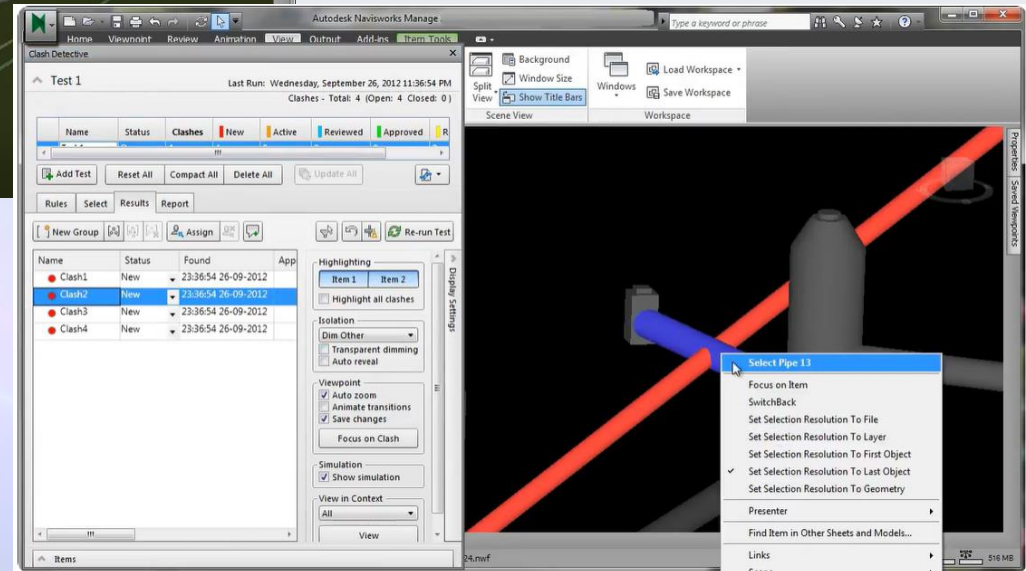 Autodesk Navisworks Manage
Type a keyword or phrase
Home Viewpoint Review Animation View Output Add-ins Item Tools
Clash Detective
Test 1
Last Run: Wednesday, September 26, 2012 11:36:54 PM
Clashes - Total: 4 (Open: 4 Closed: 0)
Name Status Clashes New Active Reviewed Approved R
Add Test Reset All Compact All Delete All Update All
Rules Select Results Report
New Group Assign Re-run Test
Name Status Found App
Clash1 New 23:36:54 26-09-2012
Clash2 New 23:36:54 26-09-2012
Clash3 New 23:36:54 26-09-2012
Clash4 New 23:36:54 26-09-2012
Highlighting
Item 1 Item 2
Highlight all clashes
Isolation
Dim Other
Transparent dimming
Auto reveal
Viewpoint
Auto zoom
Animate transitions
Save changes
Focus on Clash
Simulation
Show simulation
View in Context
All
View
Display Settings
Items
Split View
Background
Window Size
Show Title Bars
Scene View
Windows
Load Workspace
Save Workspace
Workspace
Properties
Saved Viewpoints
Select Pipe 13
Focus on Item
SwitchBack
Set Selection Resolution To File
Set Selection Resolution To Layer
Set Selection Resolution To First Object
Set Selection Resolution To Last Object
Set Selection Resolution To Geometry
Presenter
Find Item in Other Sheets and Models...
Links
24.nwf
516 MB